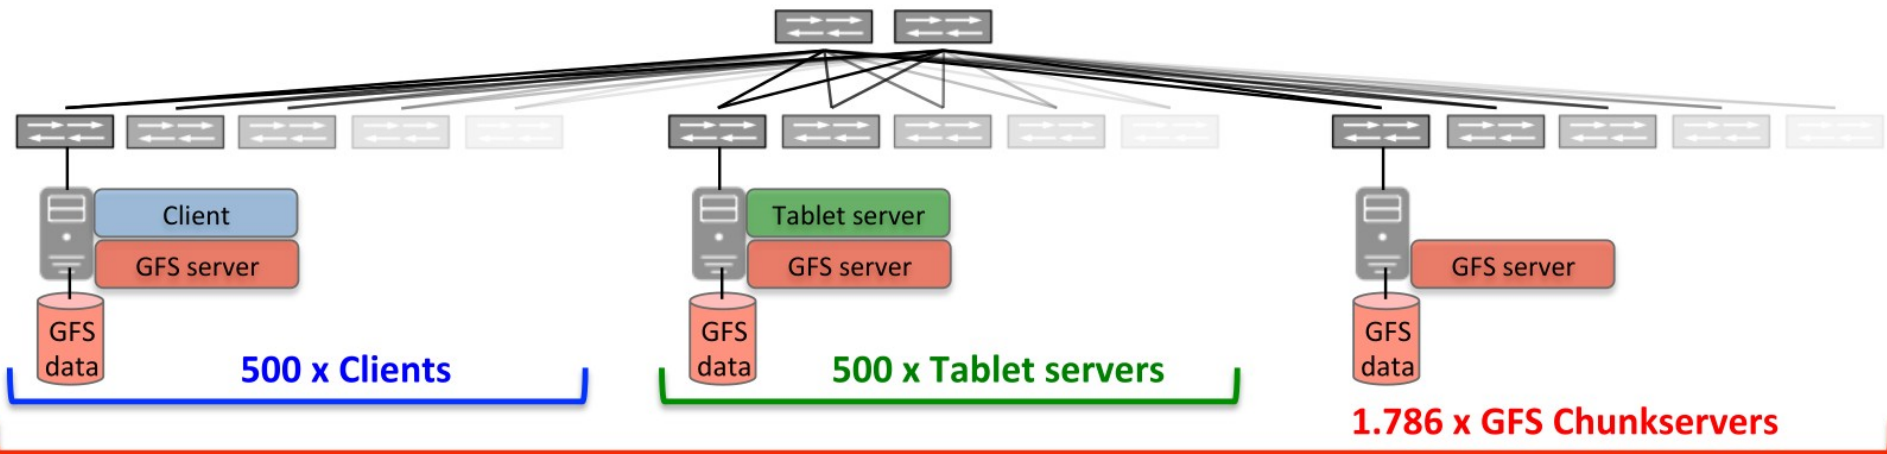 Client
GFS server
GFS
data
500 x Clients
Tablet server
GFS server
GFS
data
500 x Tablet servers
GFS server
GFS
data
1.786 x GFS Chunkservers